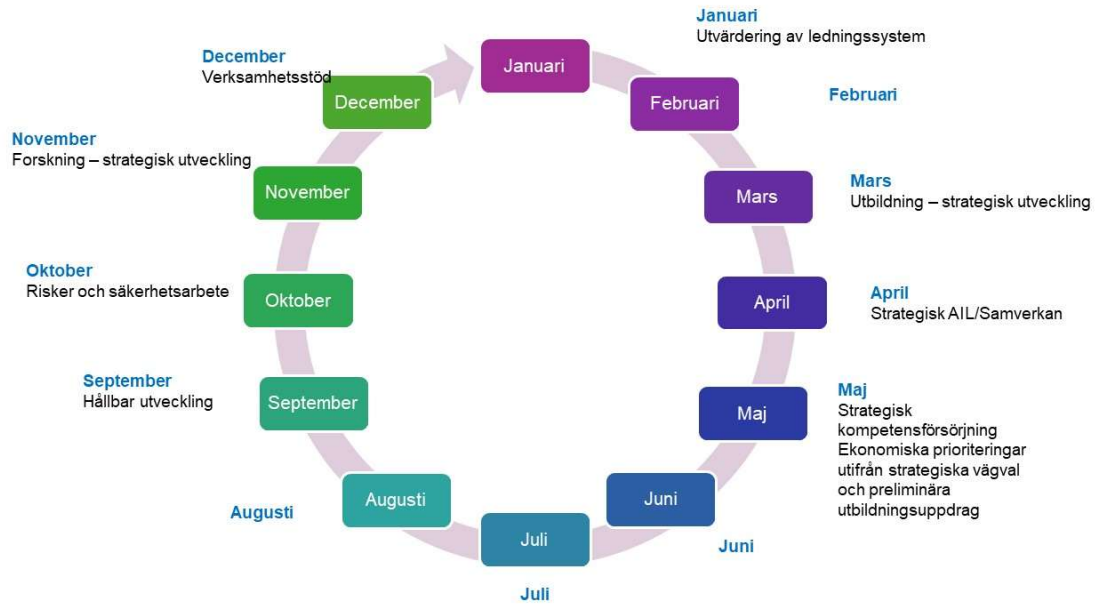 Januari
Utvärdering av ledningssystem
Februari
Mars
Utbildning – strategisk utveckling
April
Strategisk AIL/Samverkan
Maj
Strategisk
kompetensförsörjning
Ekonomiska prioriteringar
utifrån strategiska vägval
och preliminära
utbildningsuppdrag
Juni
Juli
Augusti
September
Hållbar utveckling
Oktober
Risker och säkerhetsarbete
November
Forskning – strategisk utveckling
December
Verksamhetsstöd
Januari
Februari
Mars
April
Maj
Juni
Juli
Augusti
September
Oktober
November
December